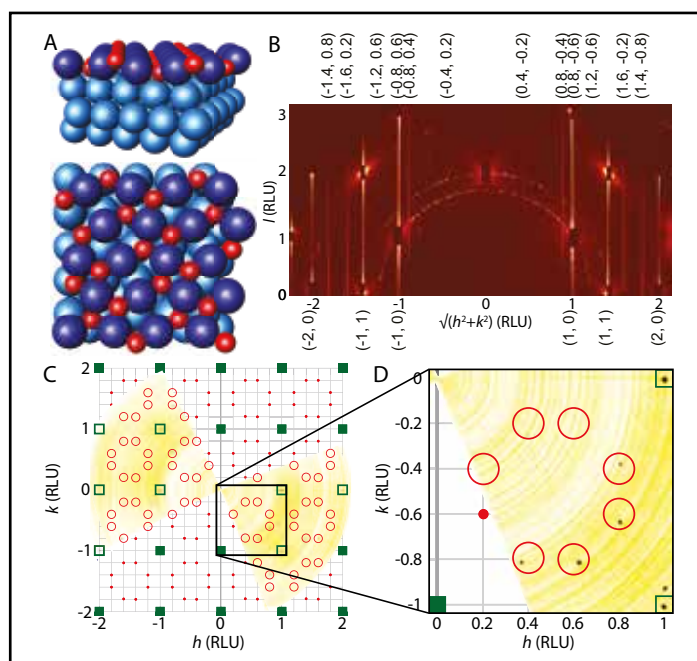 A
B
(-1.4, 0.8)
(-1.6, 0.2)
(-1.2, 0.6)
(-0.8, 0.6)
(-0.8, 0.4)
(-0.4, 0.2)
(0.4, -0.2)
(0.8, -0.4)
(0.8, -0.6)
(1.2, -0.6)
(1.6, -0.2)
(1.4, -0.8)
3
2
1
0
l (RLU)
-2 -1 0 1 2
√(h²+k²) (RLU)
(-2, 0)
(-1, 1)
(-1, 0)
(1, 0)
(1, 1)
(2, 0)
C
2
1
0
-1
-2
k (RLU)
-2 -1 0 1 2
h (RLU)
D
0
-0.2
-0.4
-0.6
-0.8
-1
k (RLU)
0 0.2 0.4 0.6 0.8 1
h (RLU)